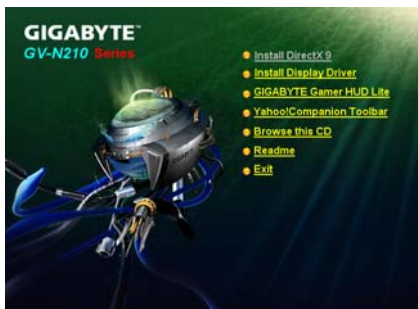 GIGABYTE™
GV-N210 Series
Install DirectX 9
Install Display Driver
GIGABYTE Gamer HUD Lite
Yahoo!Companion Toolbar
Browse this CD
Readme
Exit
GIGABYTE